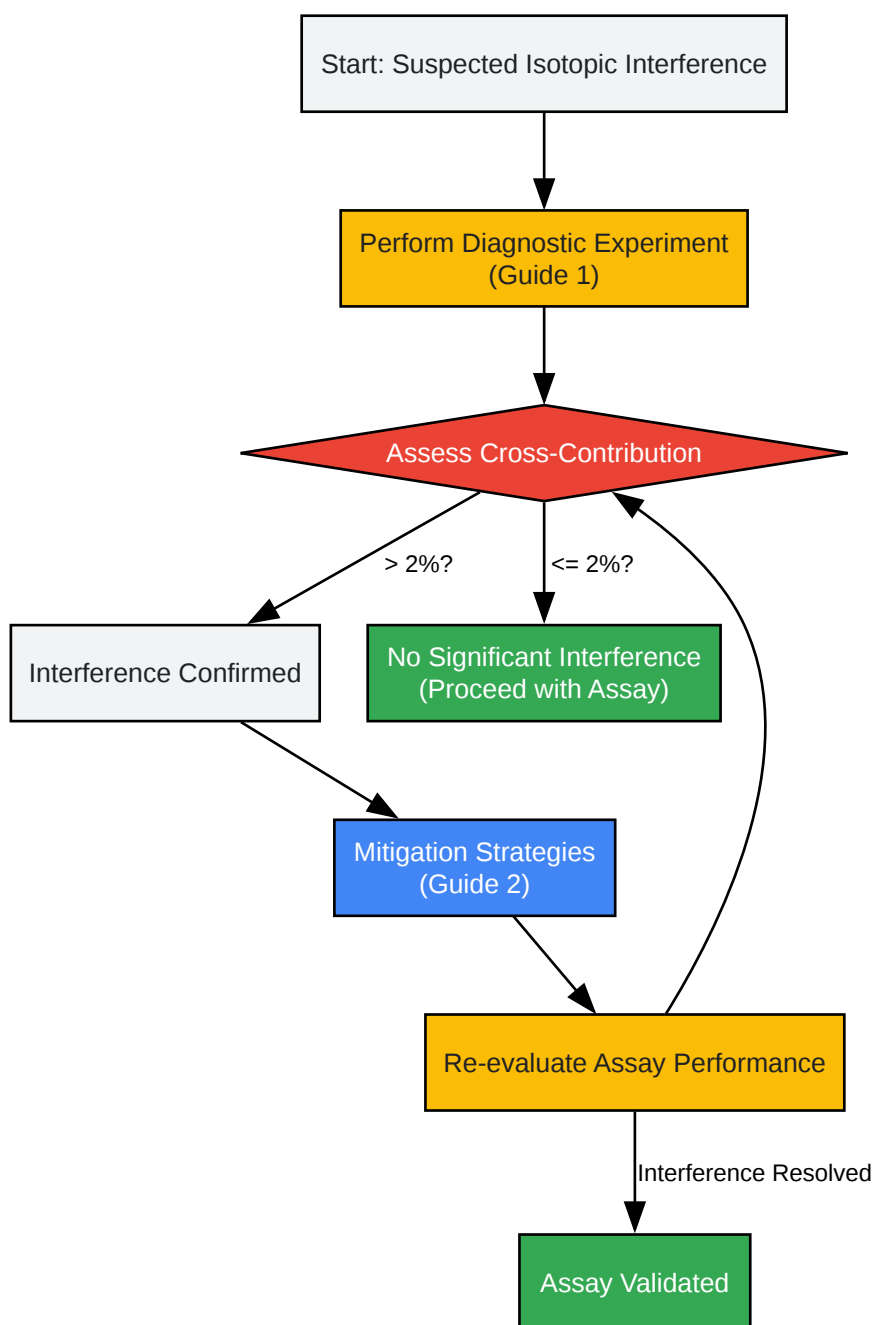 Start: Suspected Isotopic Interference
Perform Diagnostic Experiment
(Guide 1)
Assess Cross-Contribution
> 2%?
<= 2%?
Interference Confirmed
No Significant Interference
(Proceed with Assay)
Mitigation Strategies
(Guide 2)
Re-evaluate Assay Performance
Interference Resolved
Assay Validated